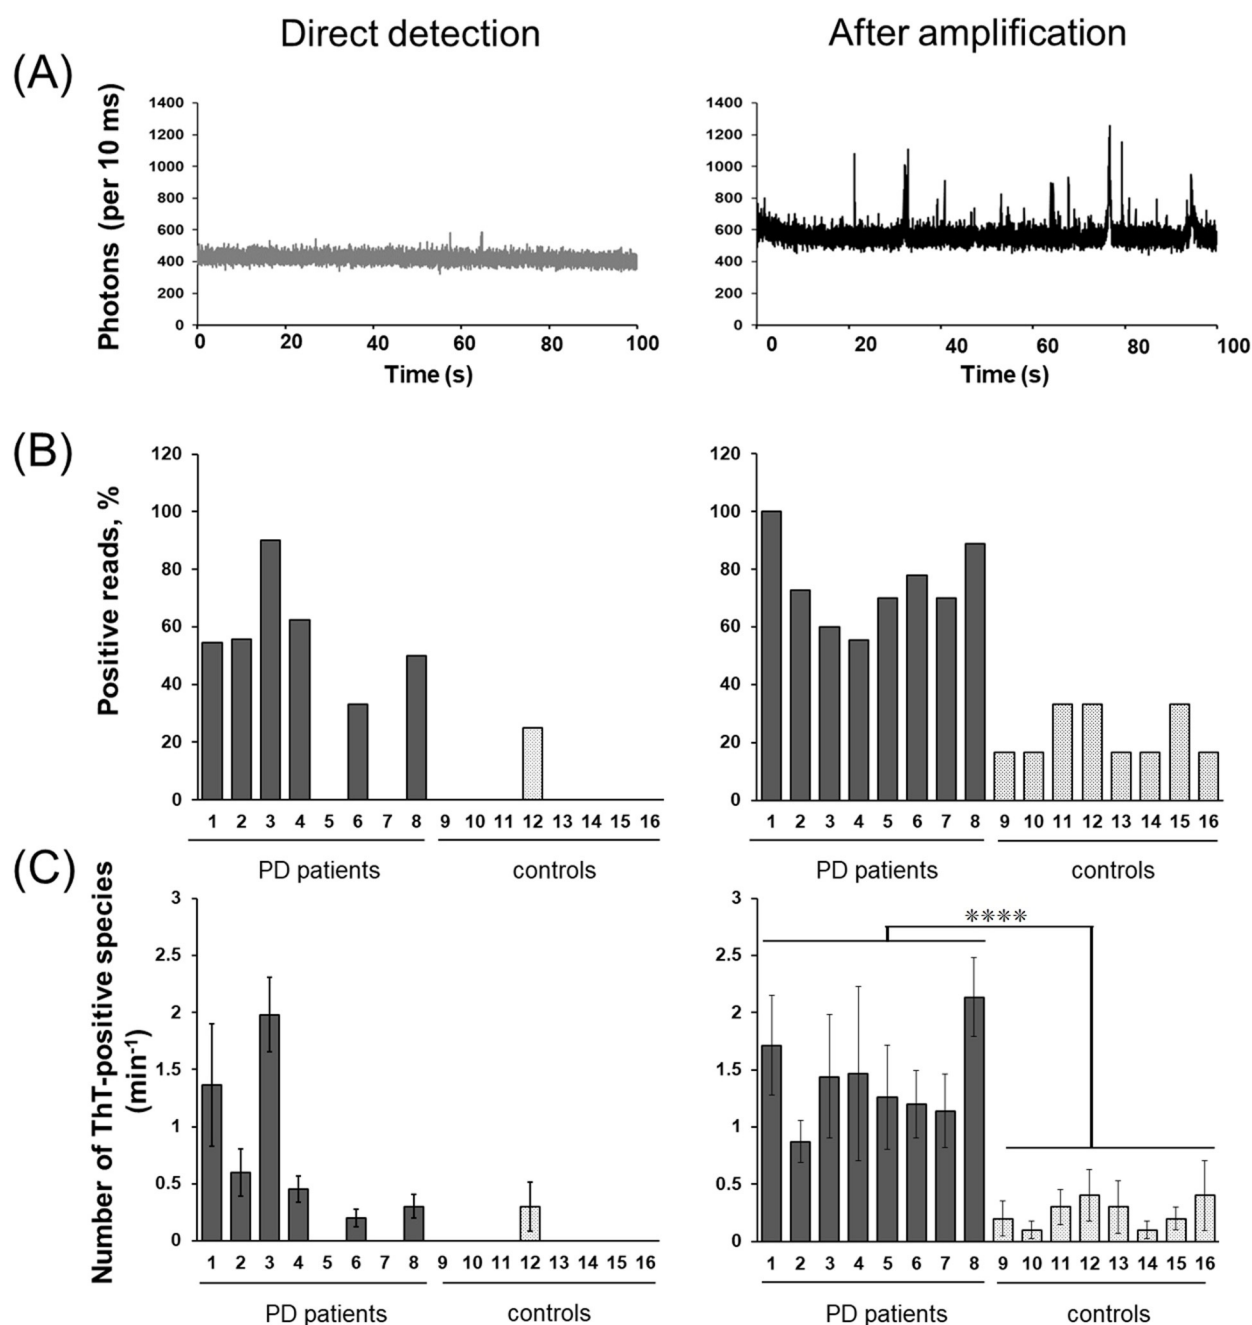 Direct detection After amplification
(A)
Photons (per 10 ms)
1400
1200
1000
800
600
400
200
0
0 20 40 60 80 100
Time (s)
1400
1200
1000
800
600
400
200
0
0 20 40 60 80 100
Time (s)
(B)
Positive reads, %
120
100
80
60
40
20
0
1 2 3 4 5 6 7 8 9 10 11 12 13 14 15 16
PD patients controls
120
100
80
60
40
20
0
1 2 3 4 5 6 7 8 9 10 11 12 13 14 15 16
PD patients controls
(C)
Number of ThT-positive species
(min⁻¹)
3
2.5
2
1.5
1
0.5
0
1 2 3 4 5 6 7 8 9 10 11 12 13 14 15 16
PD patients controls
3
2.5
2
1.5
1
0.5
0
****
1 2 3 4 5 6 7 8 9 10 11 12 13 14 15 16
PD patients controls